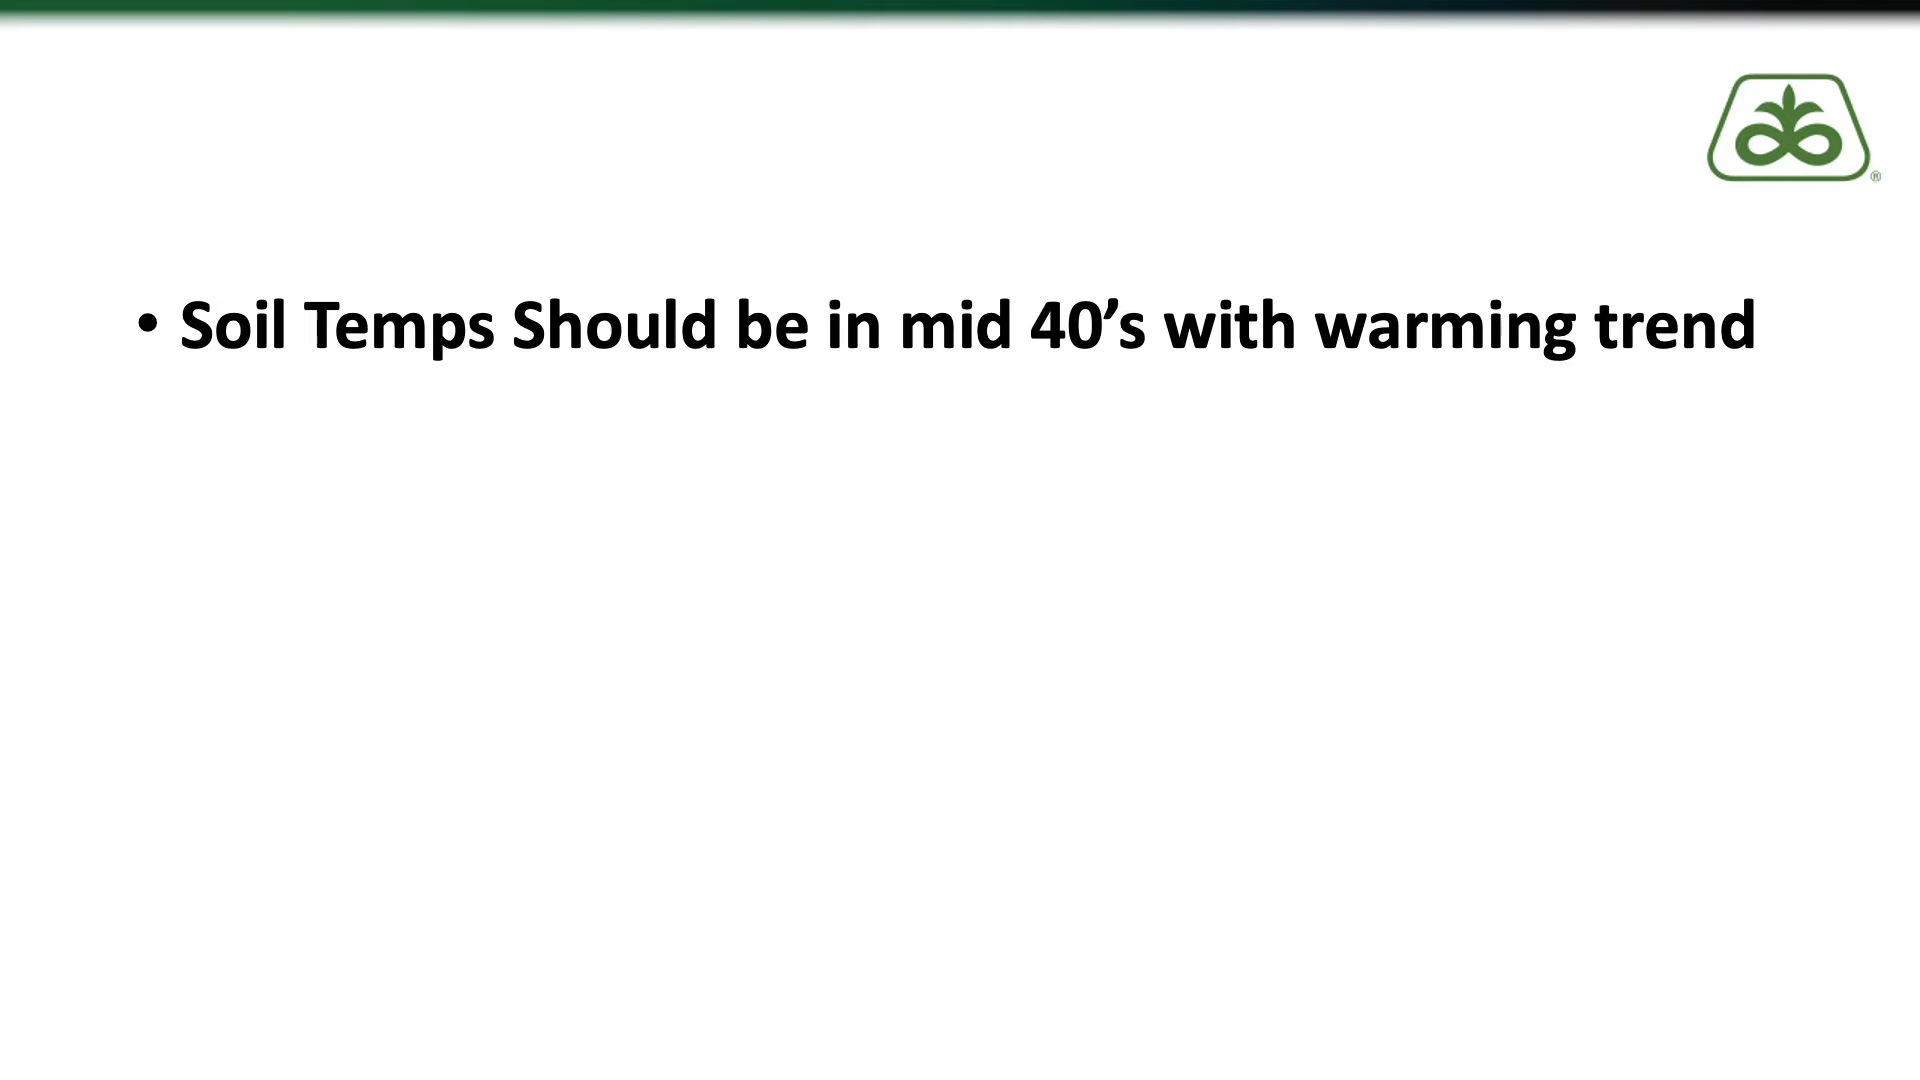 • Soil Temps Should be in mid 40’s with warming trend
®